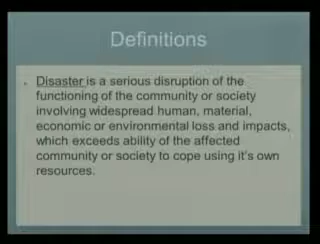 Definitions
Disaster is a serious disruption of the
functioning of the community or society
involving widespread human, material,
economic or environmental loss and impacts,
which exceeds ability of the affected
community or society to cope using it's own
resources.